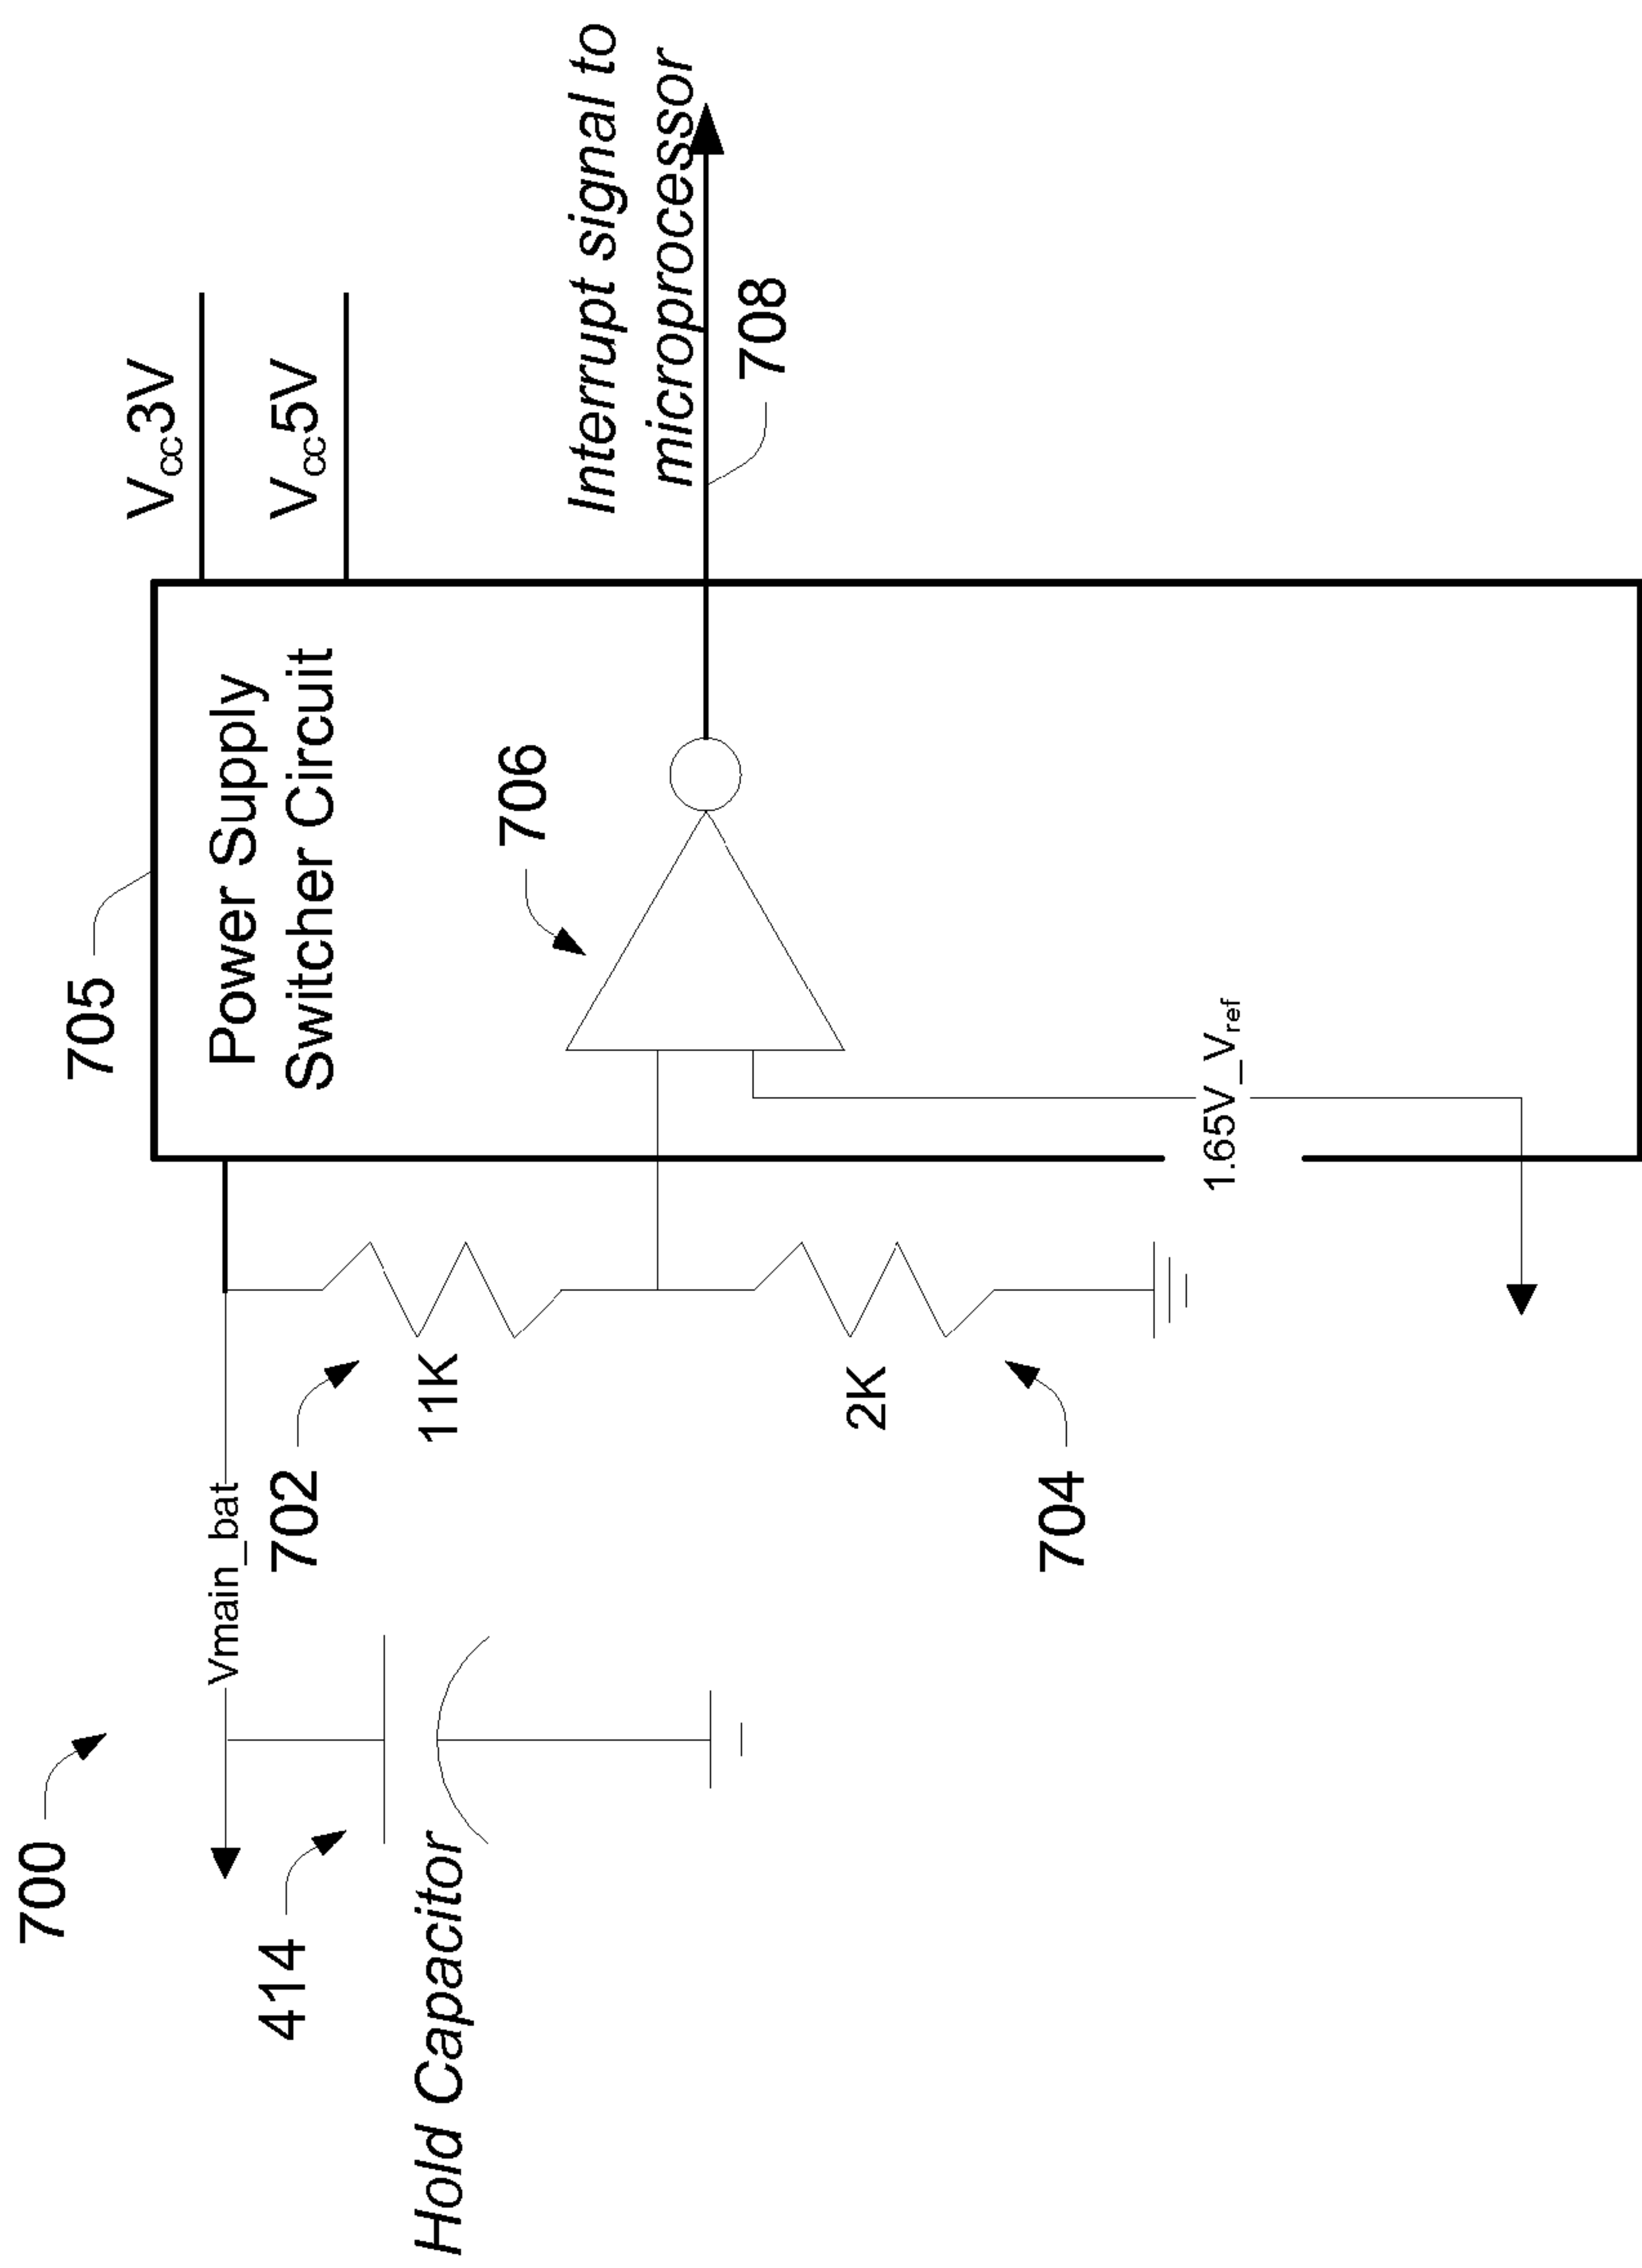 700
414
Hold Capacitor
Vmain_bat
702
11K
2K
704
705
Power Supply
Switcher Circuit
706
1.65V_Vref
Vcc3V
Vcc5V
Interrupt signal to
microprocessor
708